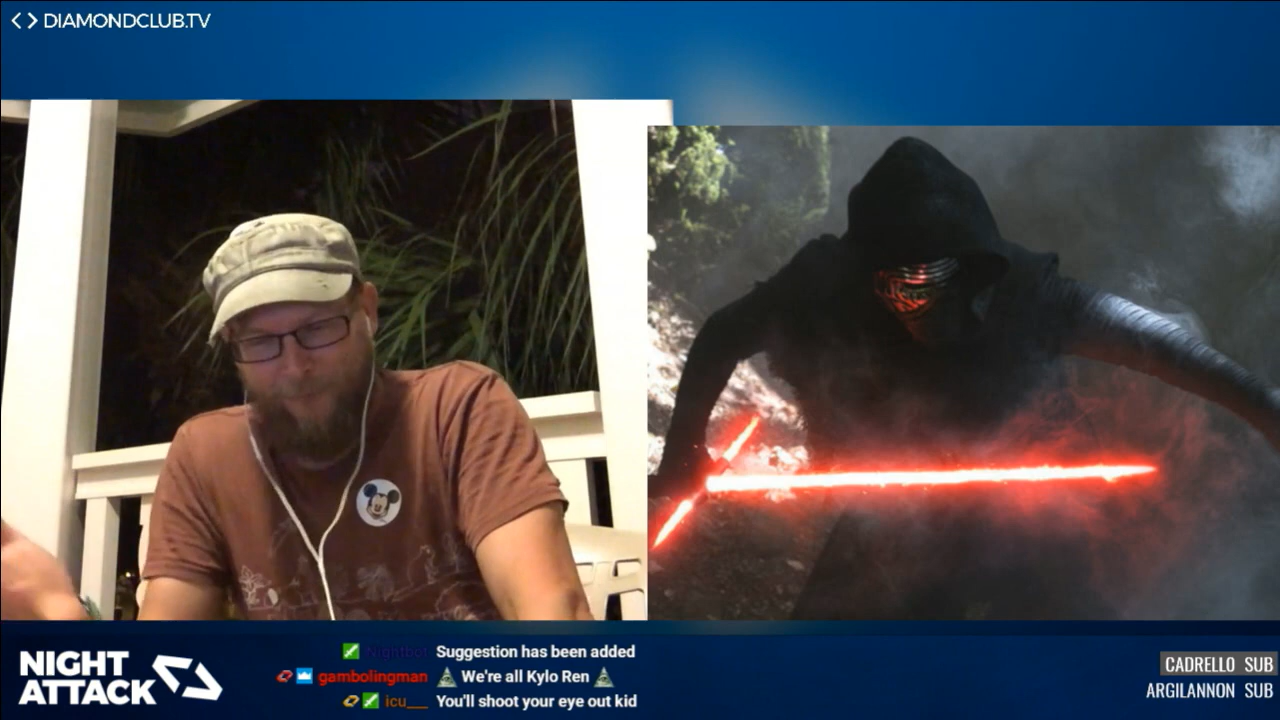 DIAMONDCLUB.TV
NIGHT
ATTACK
Nightbot Suggestion has been added
gambolingman We're all Kylo Ren
icu___ You'll shoot your eye out kid
CADRELLO SUB
ARGILANNON SUB